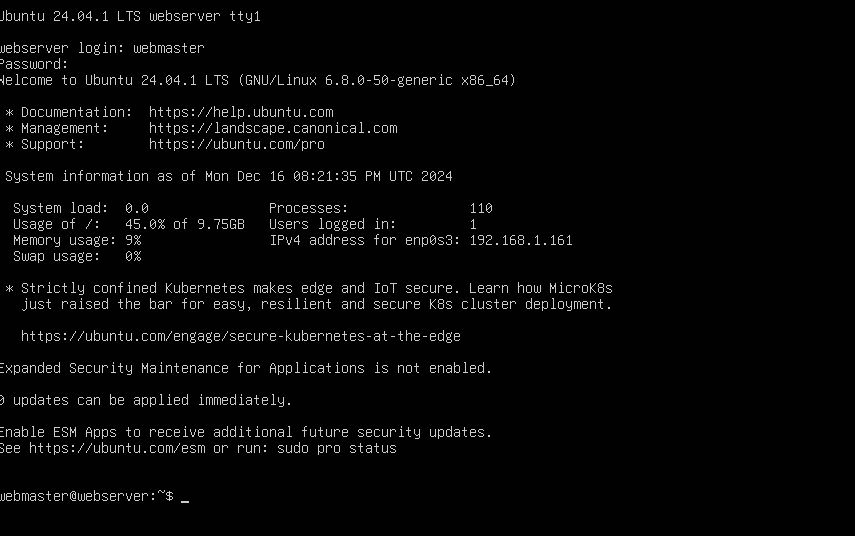 Ubuntu 24.04.1 LTS webserver tty1
webserver login: webmaster
Password:
Welcome to Ubuntu 24.04.1 LTS (GNU/Linux 6.8.0-50-generic x86_64)
* Documentation:  https://help.ubuntu.com
* Management:     https://landscape.canonical.com
* Support:        https://ubuntu.com/pro
System information as of Mon Dec 16 08:21:35 PM UTC 2024
System load:  0.0                Processes:               110
Usage of /:   45.0% of 9.75GB   Users logged in:         1
Memory usage: 9%                IPv4 address for enp0s3: 192.168.1.161
Swap usage:   0%
* Strictly confined Kubernetes makes edge and IoT secure. Learn how MicroK8s
just raised the bar for easy, resilient and secure K8s cluster deployment.
https://ubuntu.com/engage/secure-kubernetes-at-the-edge
Expanded Security Maintenance for Applications is not enabled.
0 updates can be applied immediately.
Enable ESM Apps to receive additional future security updates.
See https://ubuntu.com/esm or run: sudo pro status
webmaster@webserver:~$ _